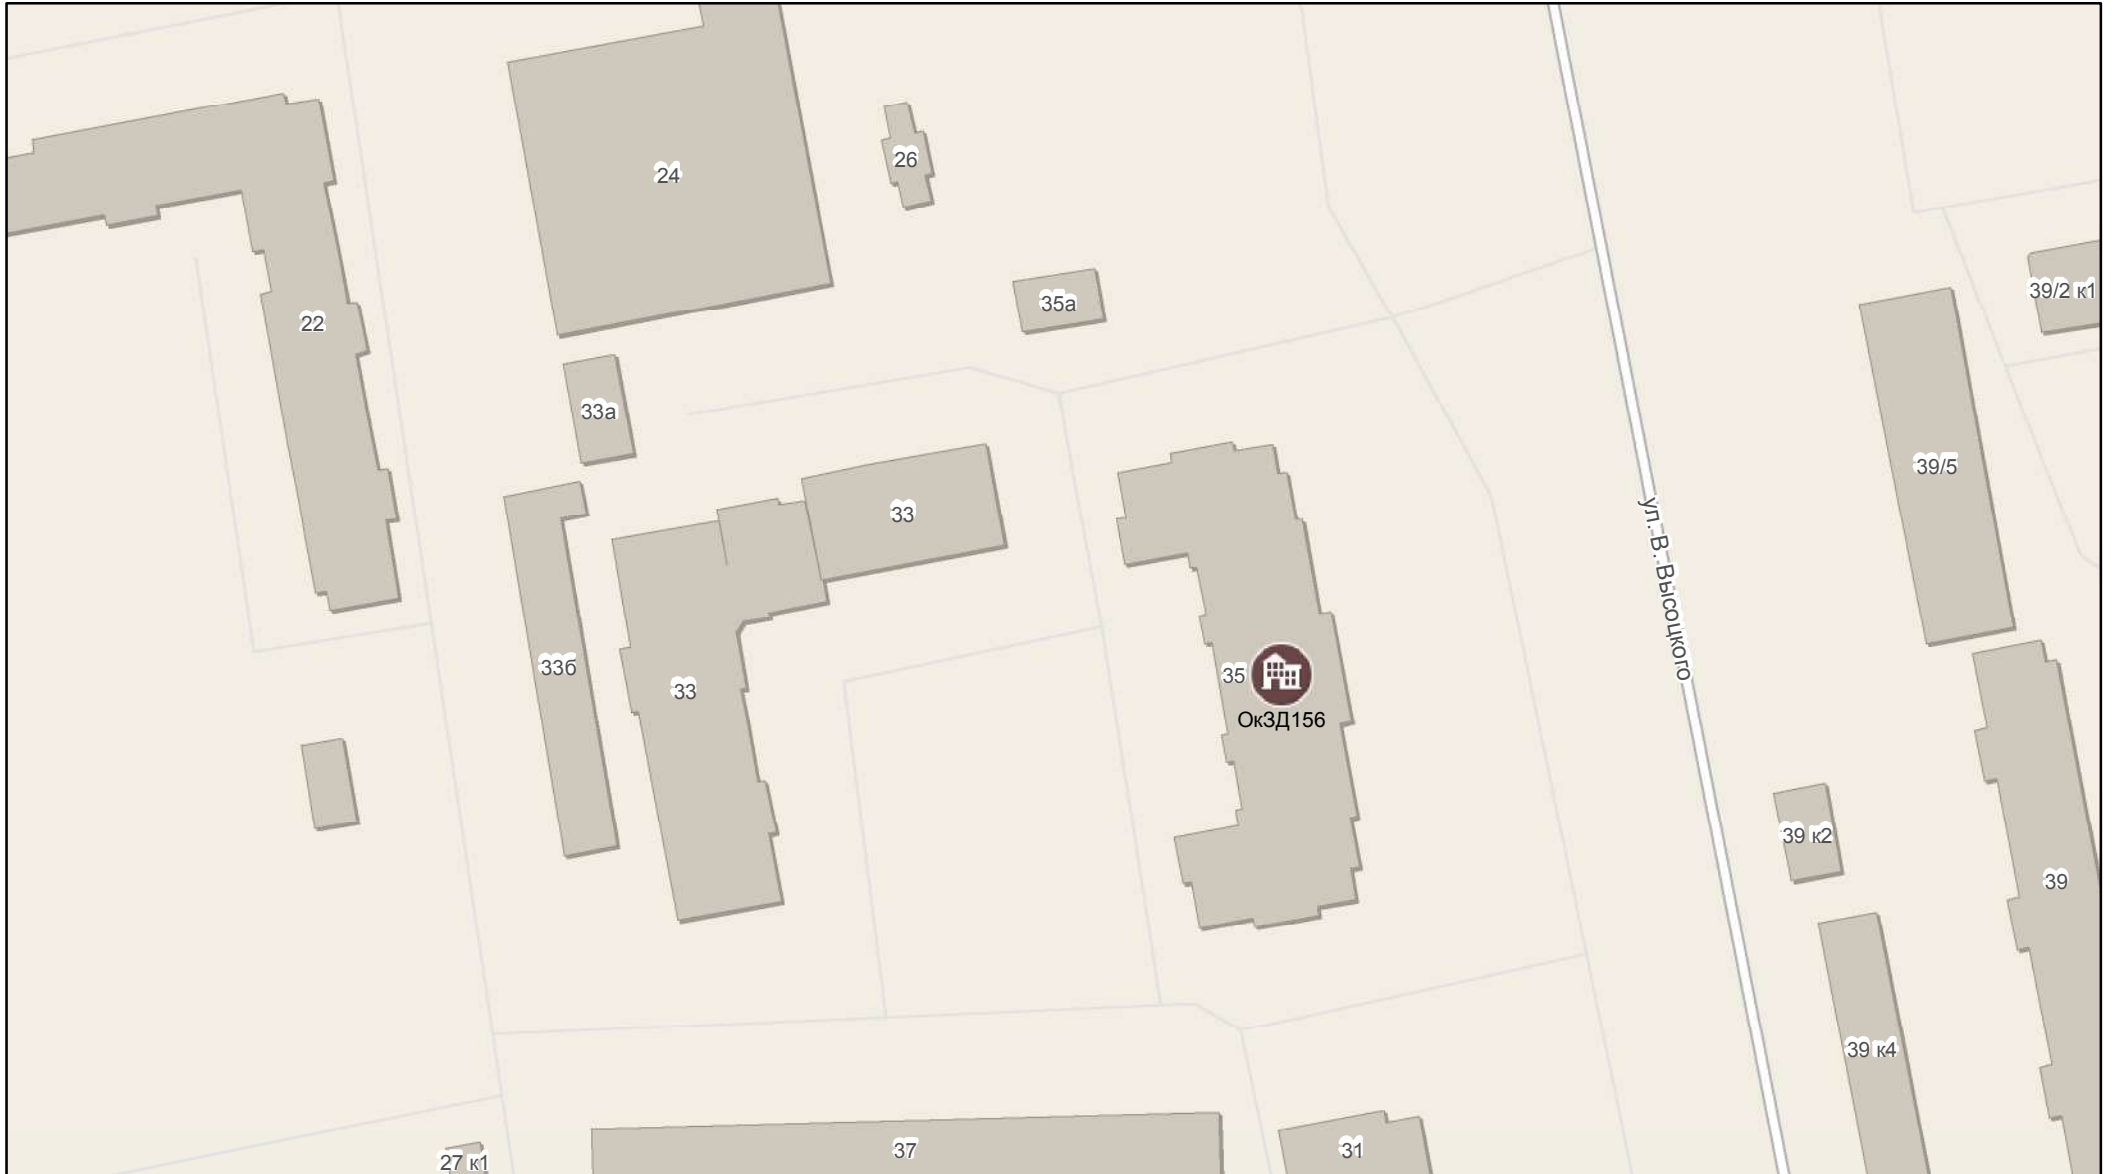 26
24
39/2 к1
35а
22
33а
39/5
33
ул. В. Высоцкого
33б
35
33
ОкЗД156
39 к2
39
39 к4
37
31
27 к1